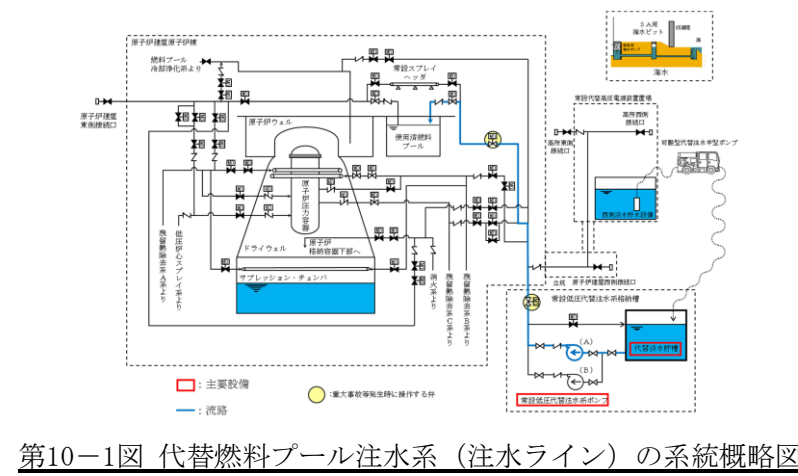 SA用
海水ピット
海
海水
原子炉建屋原子炉棟
燃料プール
冷却浄化系より
常設スプレイ
ヘッダ
原子炉建屋
東側接続口
原子炉ウェル
使用済燃料
プール
常設代替高圧電源装置置場
高所西側
接続口
高所東側
接続口
可搬型代替注水中型ポンプ
西側淡水貯水設備
原子炉圧力容器
ドライウェル
原子炉
格納容器下部へ
サプレッション・チェンバ
残留熱除去系A系より
低圧炉心スプレイ系より
消火系より
残留熱除去系C系より
残留熱除去系B系より
立坑
原子炉建屋西側接続口
常設低圧代替注水系格納槽
(A)
代替淡水貯槽
(B)
常設低圧代替注水系ポンプ
:主要設備
:流路
:重大事故等発生時に操作する弁
第10-1図 代替燃料プール注水系(注水ライン)の系統概略図